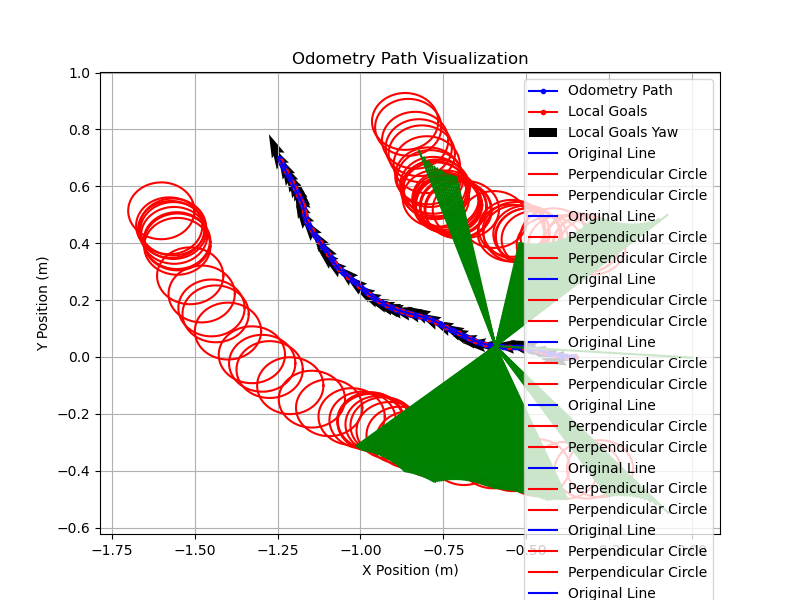 Odometry Path Visualization
1.0
0.8
0.6
0.4
0.2
0.0
−0.2
−0.4
−0.6
Y Position (m)
−1.75
−1.50
−1.25
−1.00
−0.75
X Position (m)
Odometry Path
Local Goals
Local Goals Yaw
Original Line
Perpendicular Circle
Perpendicular Circle
Original Line
Perpendicular Circle
Perpendicular Circle
Original Line
Perpendicular Circle
Perpendicular Circle
Original Line
Perpendicular Circle
Perpendicular Circle
Original Line
Perpendicular Circle
Perpendicular Circle
Original Line
Perpendicular Circle
Perpendicular Circle
Original Line
Perpendicular Circle
Perpendicular Circle
Original Line